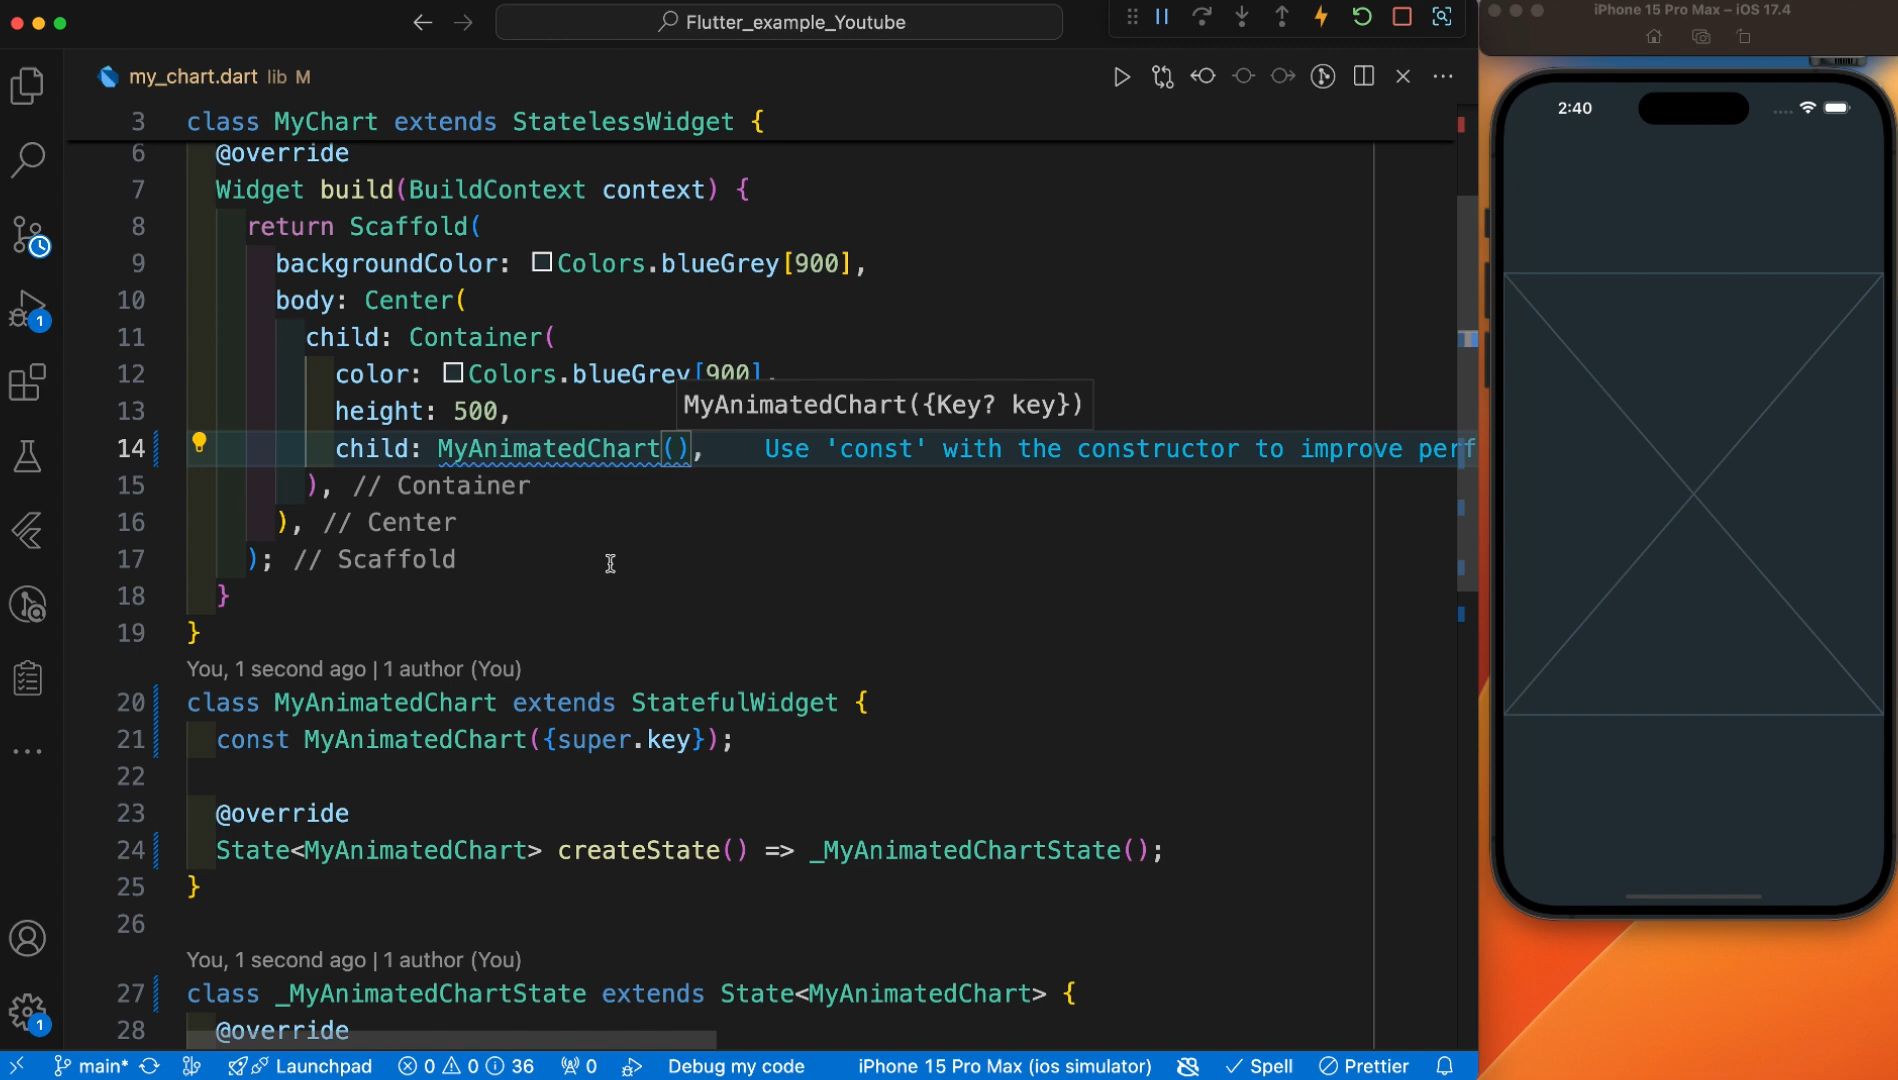 Flutter_example_Youtube
my_chart.dart lib M
3 class MyChart extends StatelessWidget {
6 @override
7 Widget build(BuildContext context) {
8 return Scaffold(
9 backgroundColor: Colors.blueGrey[900],
10 body: Center(
11 child: Container(
12 color: Colors.blueGrey[900],
MyAnimatedChart({Key? key})
13 height: 500,
14 child: MyAnimatedChart(), Use 'const' with the constructor to improve perf
15 ), // Container
16 ), // Center
17 ); // Scaffold
18 }
19 }
You, 1 second ago | 1 author (You)
20 class MyAnimatedChart extends StatefulWidget {
21 const MyAnimatedChart({super.key});
22
23 @override
24 State<MyAnimatedChart> createState() => _MyAnimatedChartState();
25 }
26
You, 1 second ago | 1 author (You)
27 class _MyAnimatedChartState extends State<MyAnimatedChart> {
28 @override
1
1
main* Launchpad 0 0 36 0 Debug my code iPhone 15 Pro Max (ios simulator) Spell Prettier
iPhone 15 Pro Max – iOS 17.4
2:40